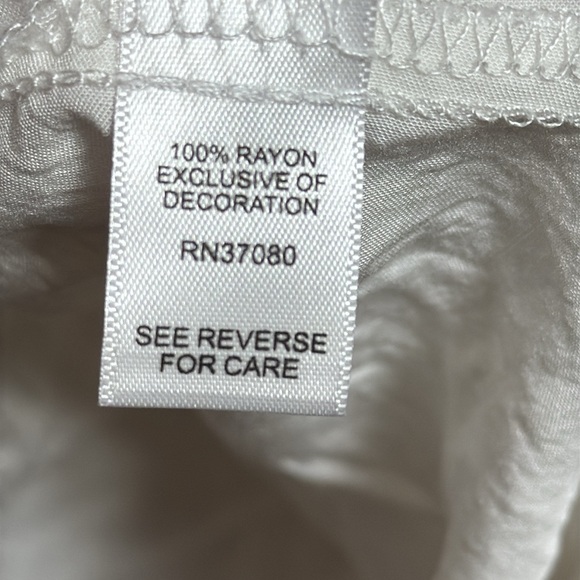 100% RAYON
EXCLUSIVE OF
DECORATION
RN37080
SEE REVERSE
FOR CARE